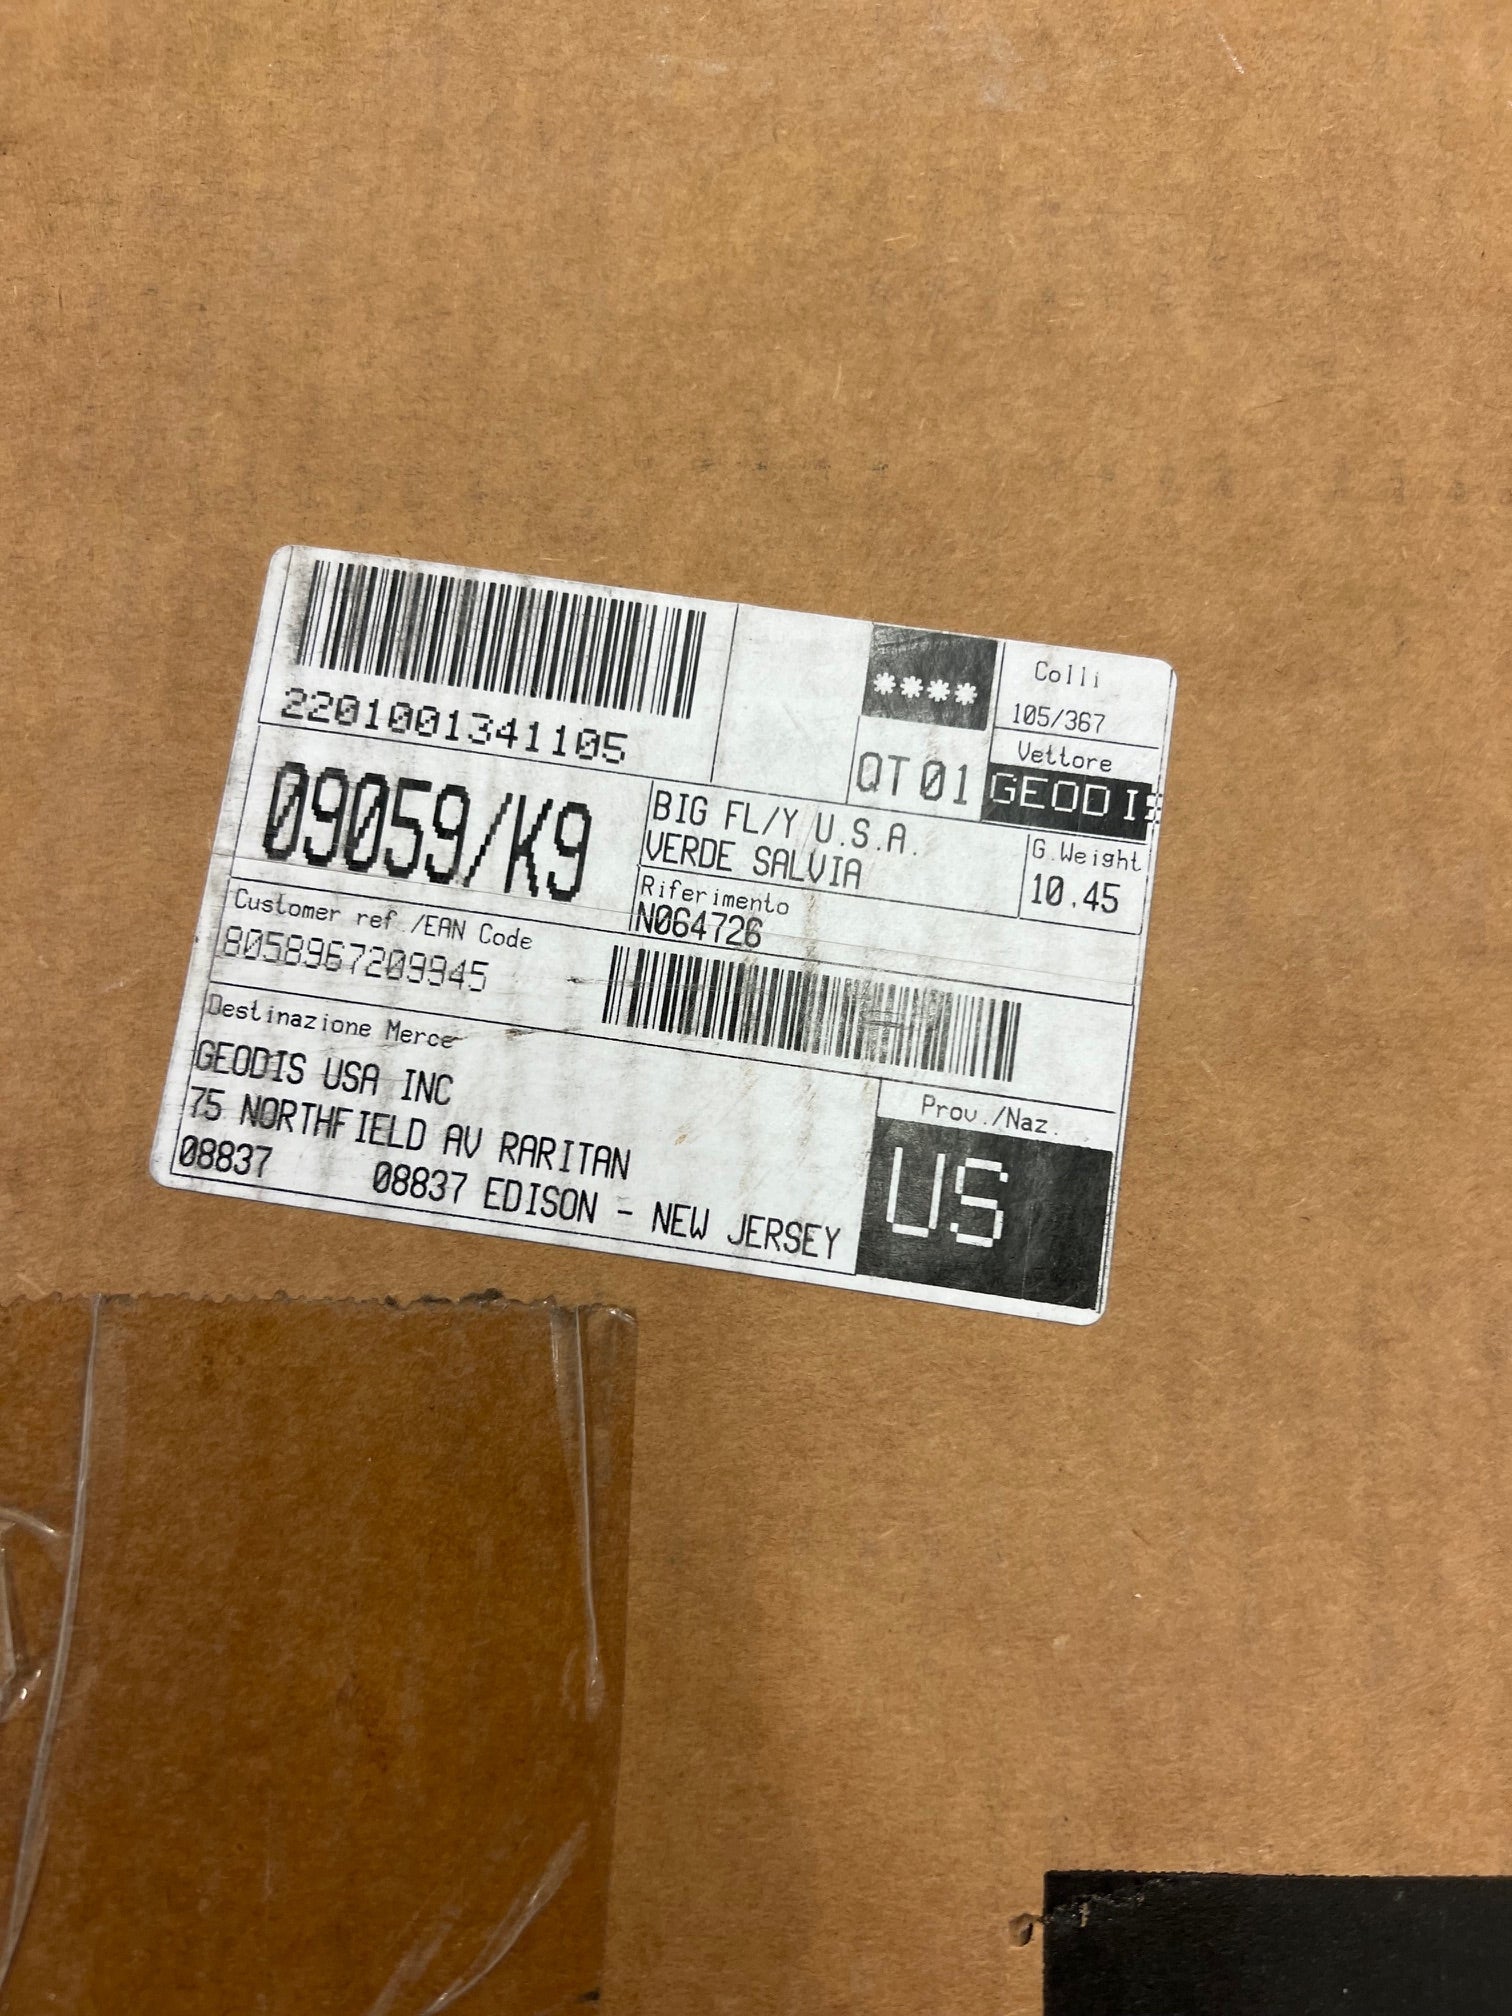 2201001341105
****
QT 01
Colli
105/367
Vettore
GEODIS
09059/K9
BIG FL/Y U.S.A.
VERDE SALVIA
G.Weight
10.45
Riferimento
N064726
Customer ref./EAN Code
8058967209945
Destinazione Merce
GEODIS USA INC
75 NORTHFIELD AV RARITAN
08837 08837 EDISON - NEW JERSEY
Prov./Naz.
US